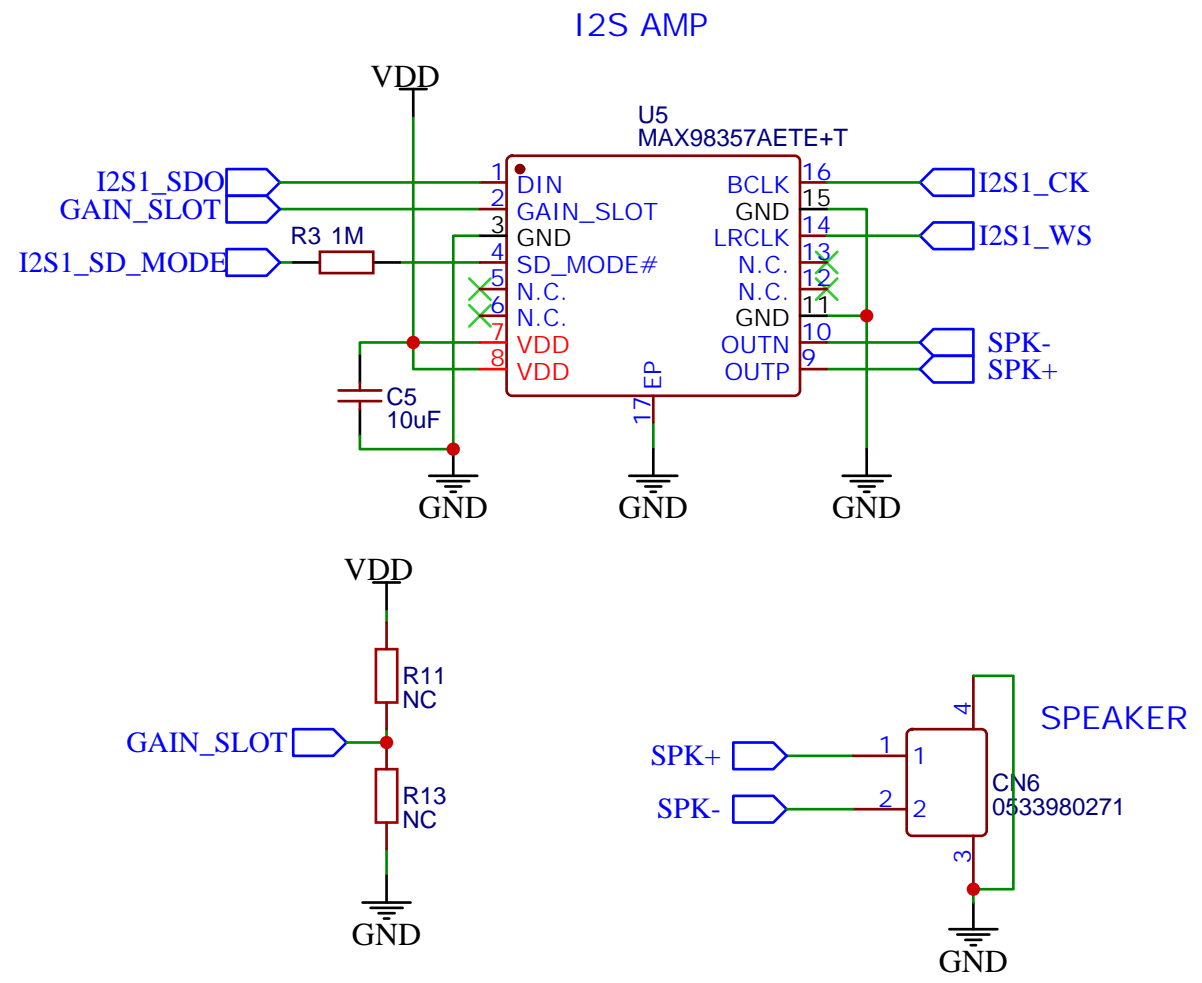 I2S AMP
VDD
U5
MAX98357AETE+T
I2S1_SDO
1
DIN
BCLK
16
I2S1_CK
GAIN_SLOT
2
GAIN_SLOT
GND
15
3
GND
LRCLK
14
I2S1_WS
R3 1M
I2S1_SD_MODE
4
SD_MODE#
N.C.
13
5
N.C.
N.C.
12
6
N.C.
GND
11
7
VDD
OUTN
10
SPK-
8
VDD
OUTP
9
SPK+
C5
10uF
EP
17
GND
GND
GND
VDD
R11
NC
GAIN_SLOT
R13
NC
GND
SPEAKER
4
SPK+
1
1
CN6
0533980271
SPK-
2
2
3
GND